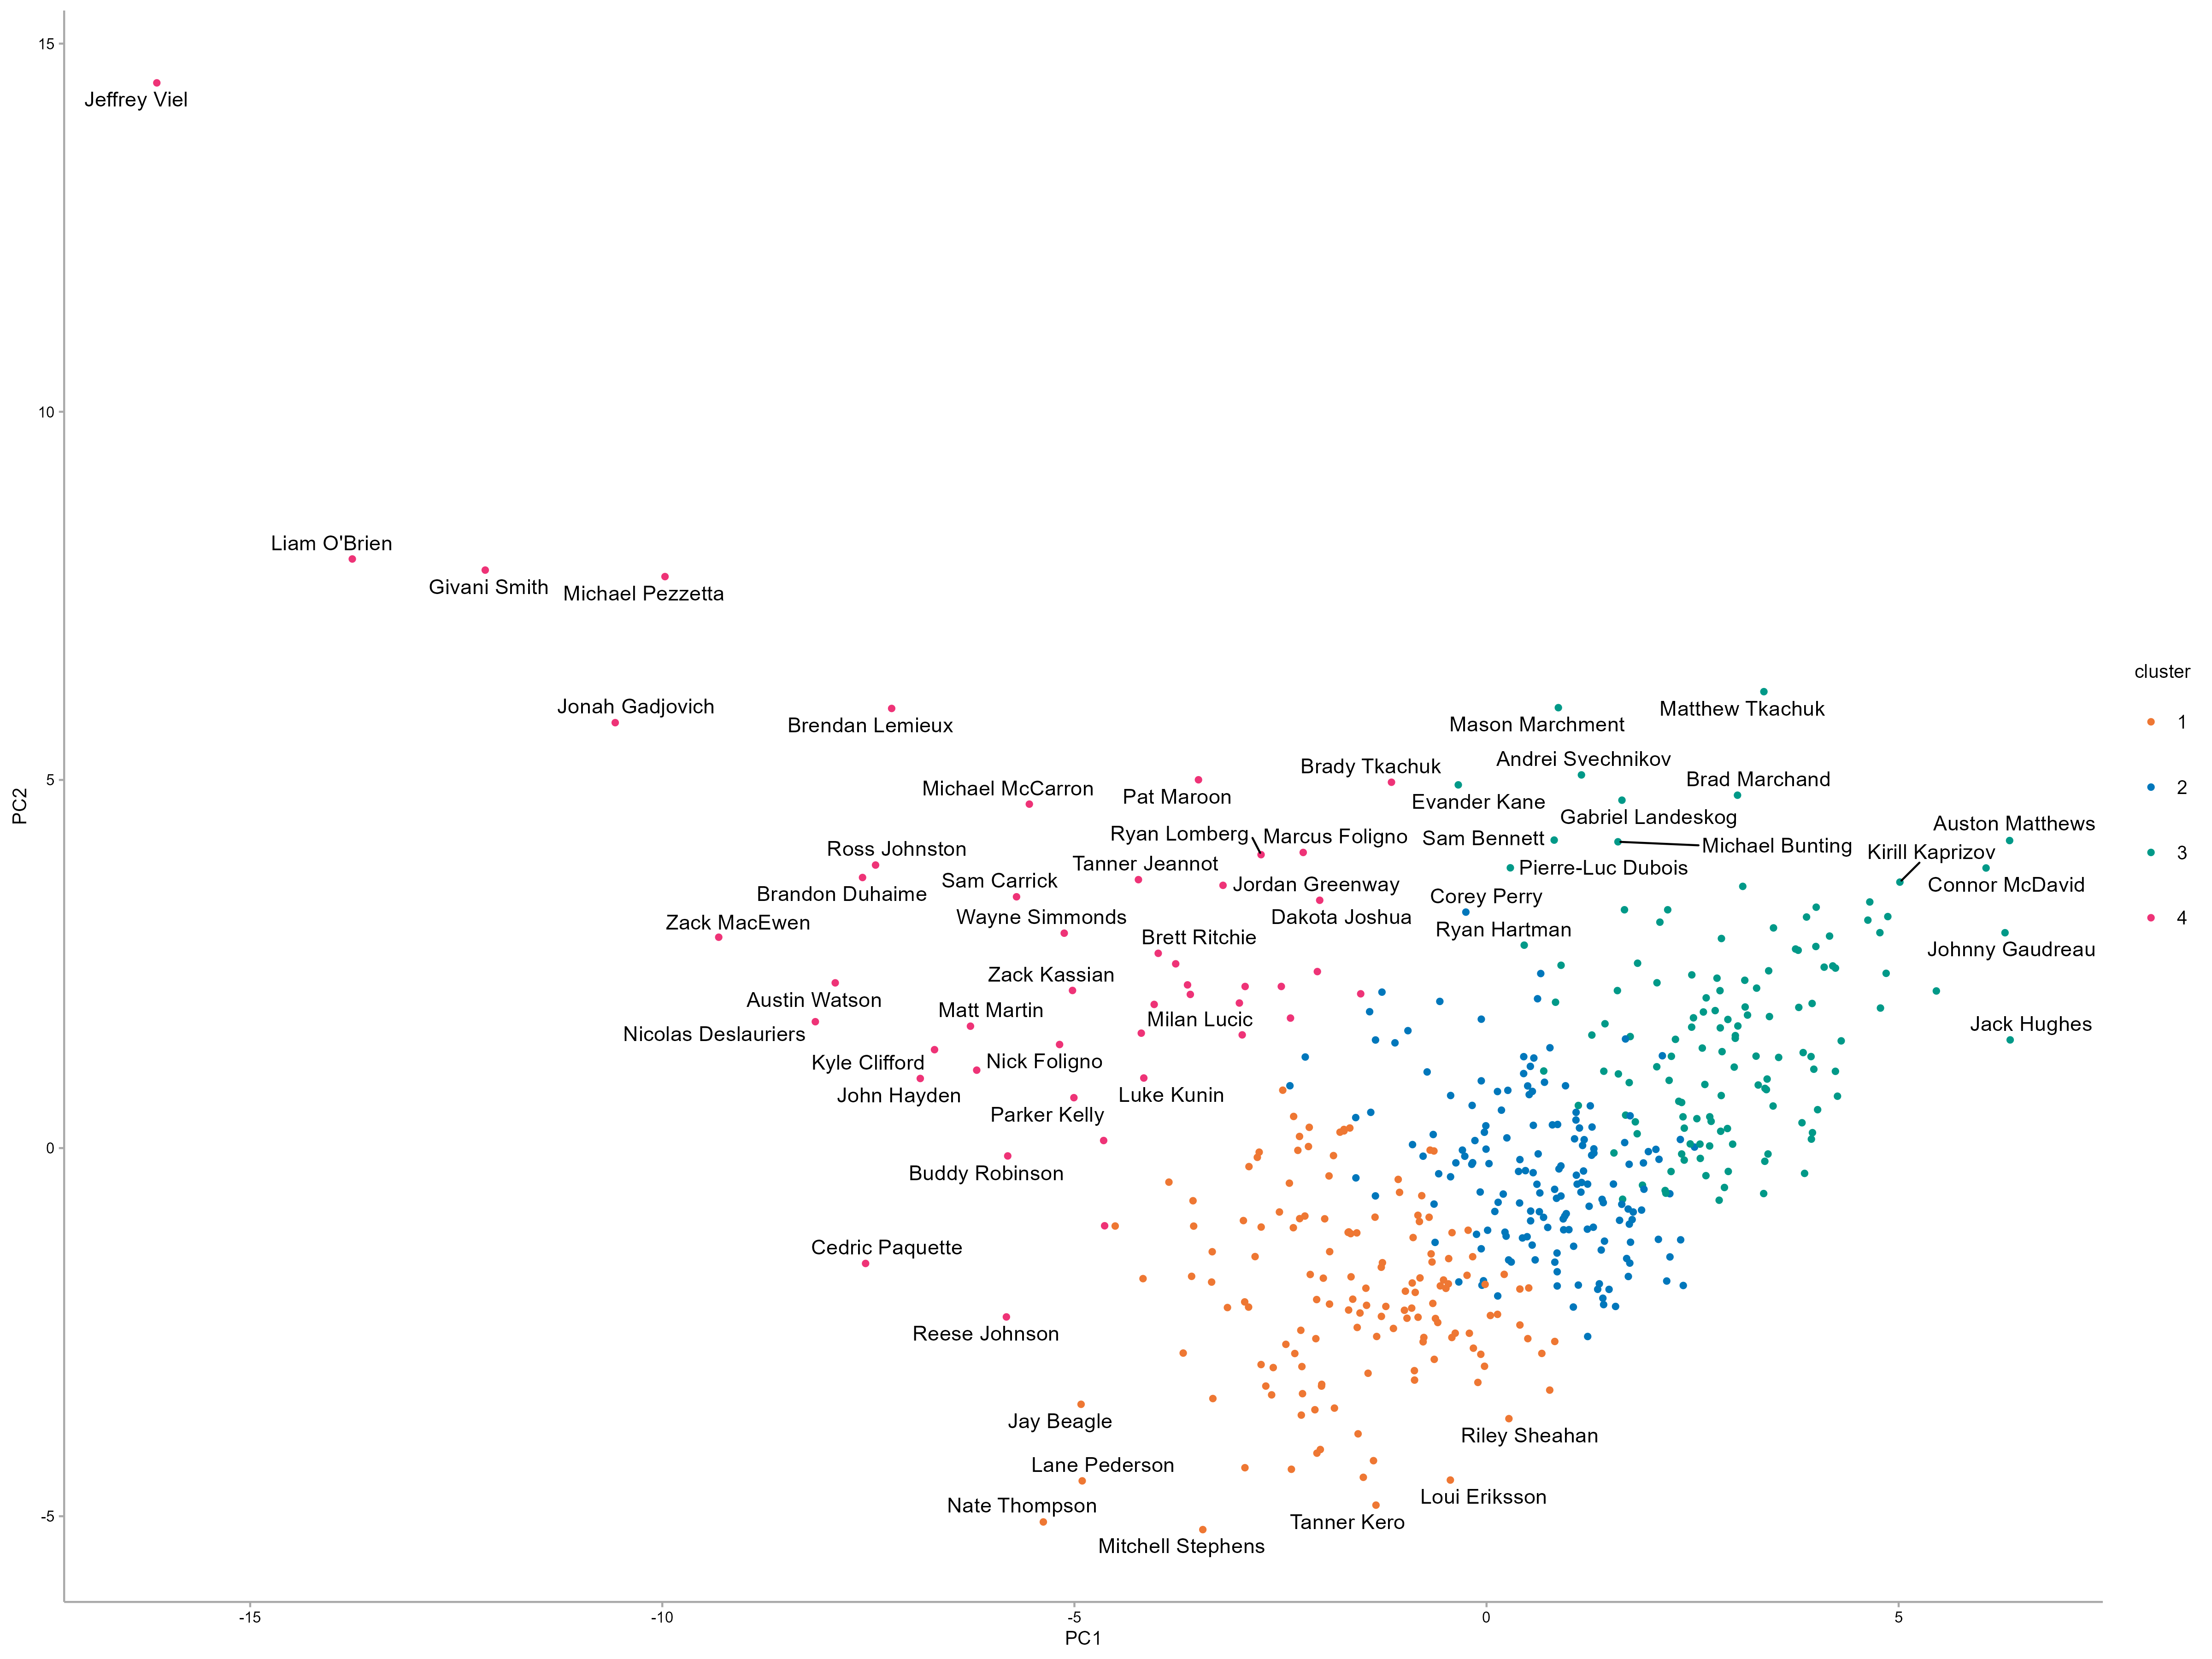 15
Jeffrey Viel
10
Liam O'Brien
Givani Smith
Michael Pezzetta
cluster
1
2
3
4
Jonah Gadjovich
Brendan Lemieux
Mason Marchment
Matthew Tkachuk
Andrei Svechnikov
Brady Tkachuk
5
Michael McCarron
Pat Maroon
Evander Kane
Brad Marchand
PC2
Gabriel Landeskog
Auston Matthews
Ryan Lomberg
Marcus Foligno
Sam Bennett
Michael Bunting
Kirill Kaprizov
Ross Johnston
Tanner Jeannot
Pierre-Luc Dubois
Brandon Duhaime
Sam Carrick
Jordan Greenway
Connor McDavid
Corey Perry
Wayne Simmonds
Dakota Joshua
Zack MacEwen
Brett Ritchie
Ryan Hartman
Johnny Gaudreau
Zack Kassian
Austin Watson
Matt Martin
Milan Lucic
Jack Hughes
Nicolas Deslauriers
Kyle Clifford
Nick Foligno
John Hayden
Luke Kunin
Parker Kelly
0
Buddy Robinson
Cedric Paquette
Reese Johnson
Jay Beagle
Riley Sheahan
Lane Pederson
Nate Thompson
Loui Eriksson
-5
Tanner Kero
Mitchell Stephens
-15
-10
-5
0
5
PC1